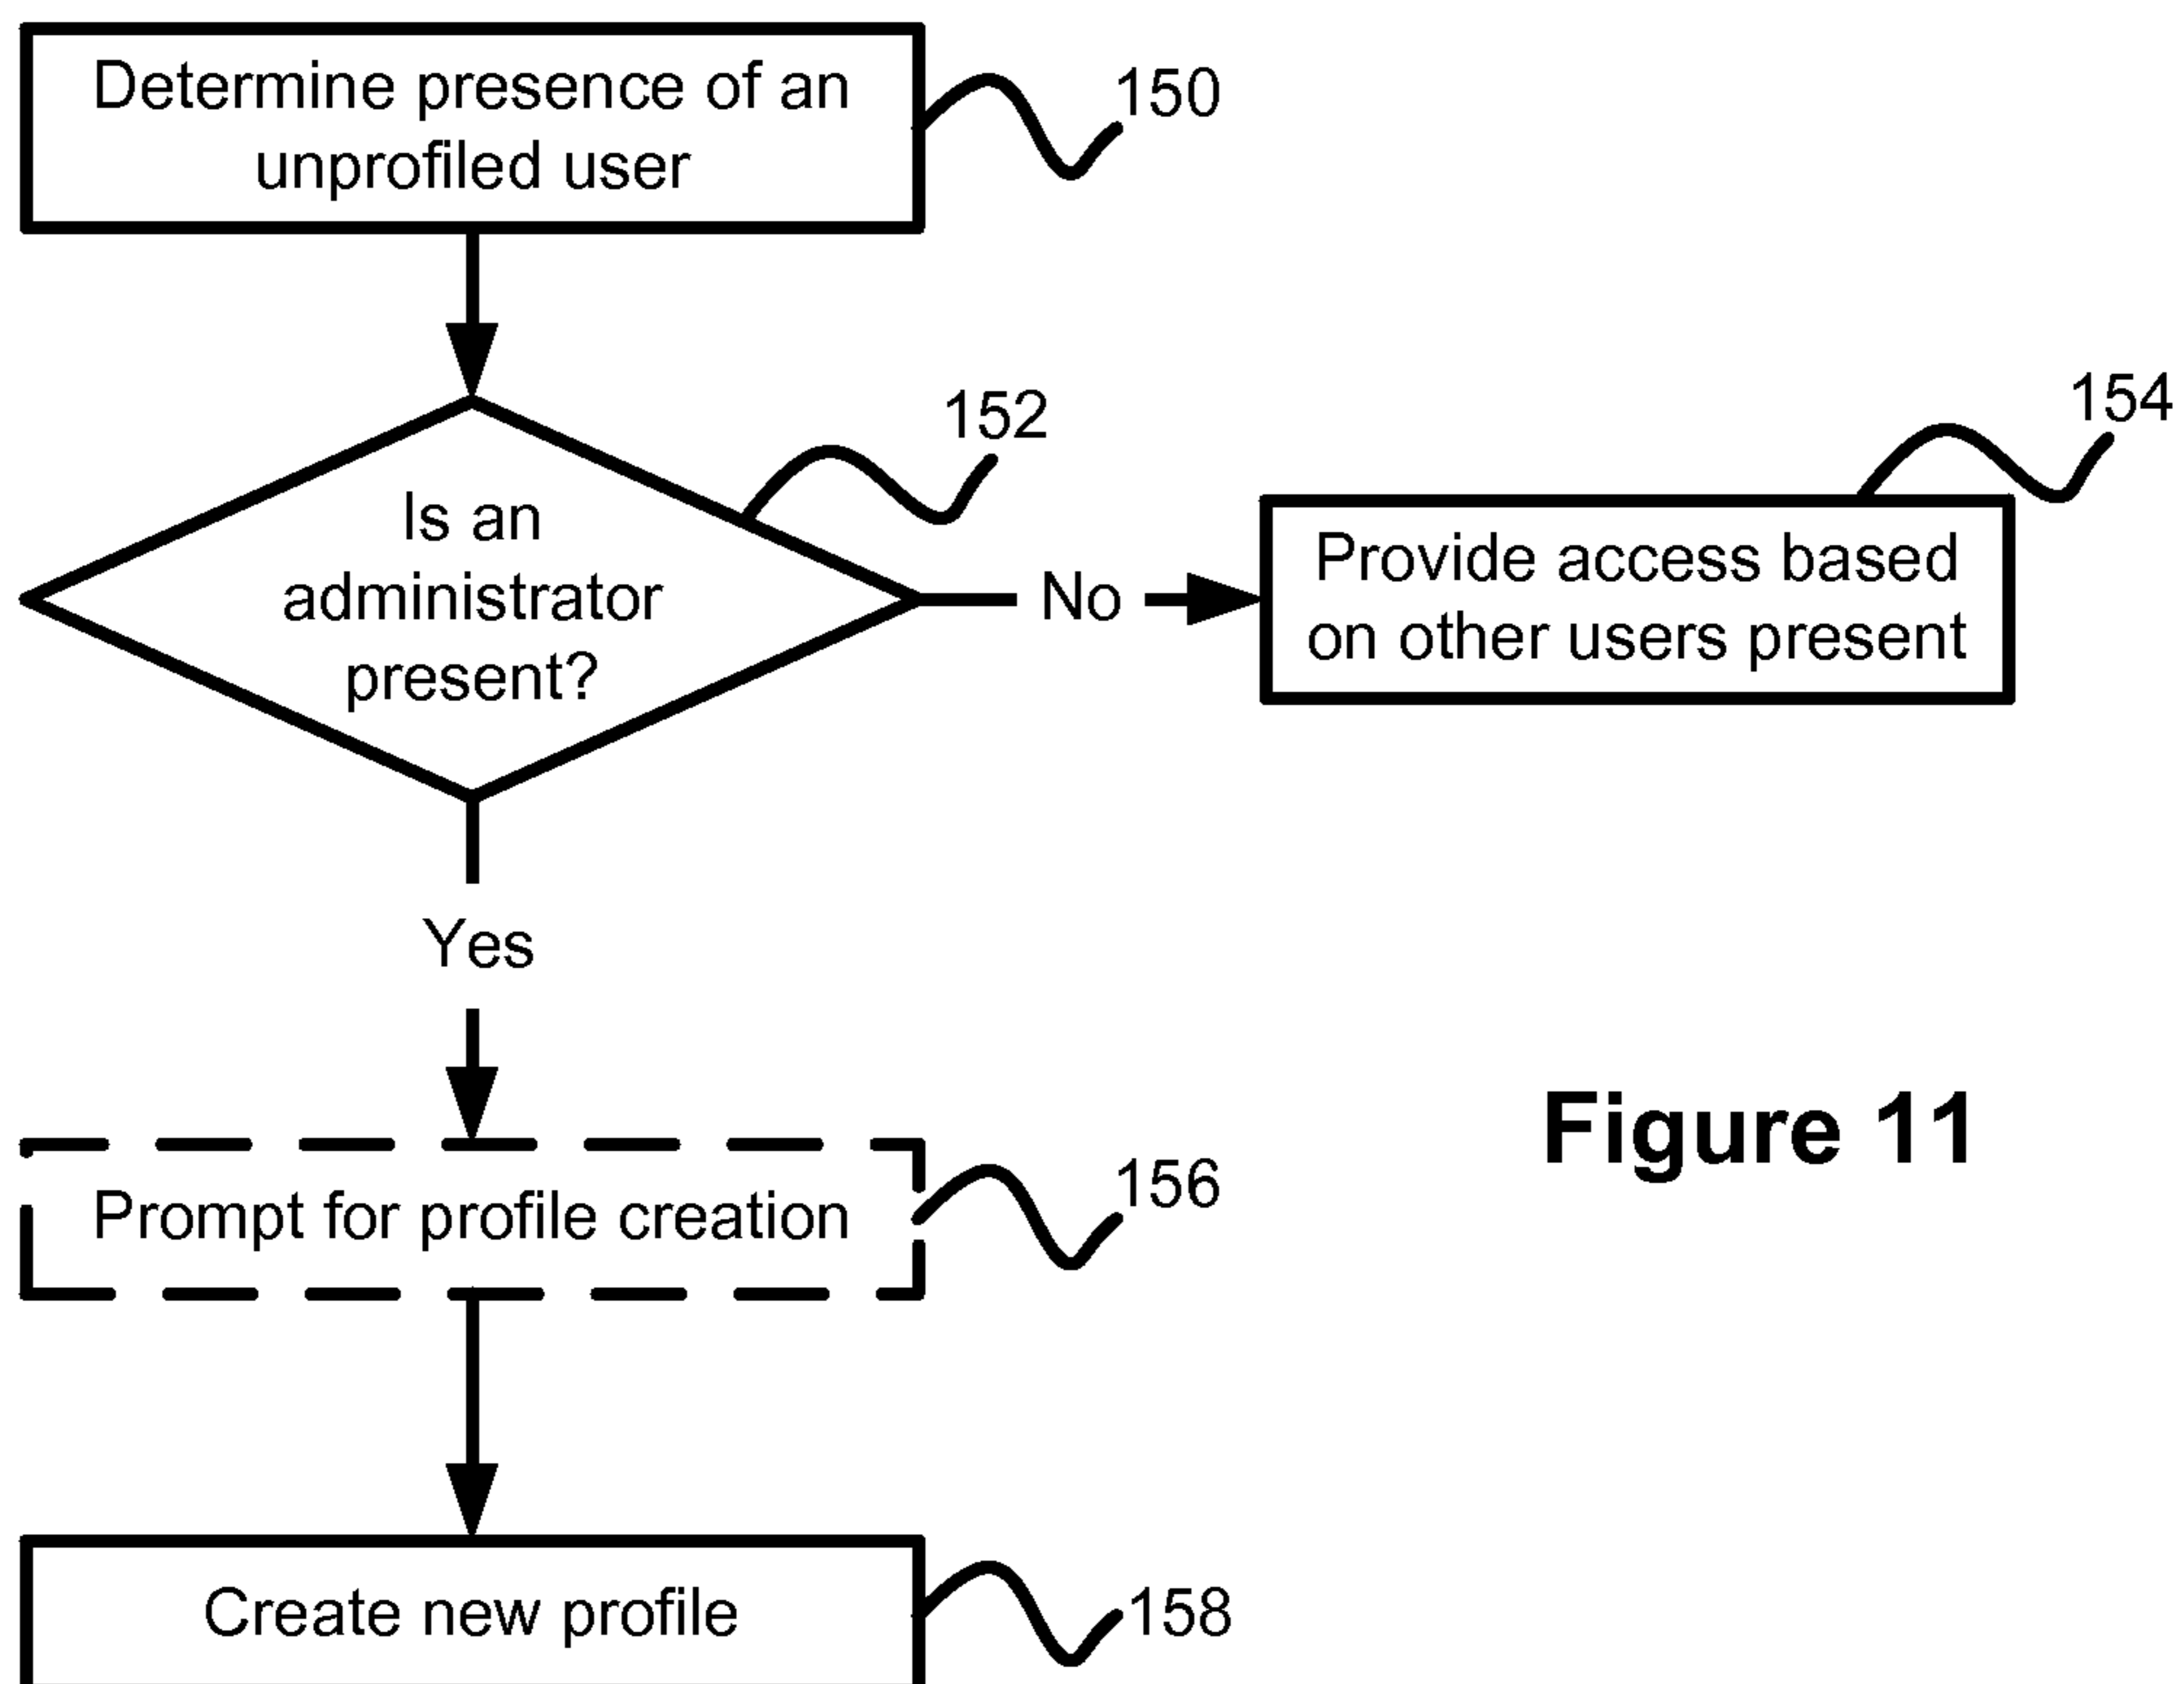 Determine presence of an
unprofiled user
150
152
Is an
administrator
present?
No
154
Provide access based
on other users present
Yes
Figure 11
Prompt for profile creation
156
Create new profile
158